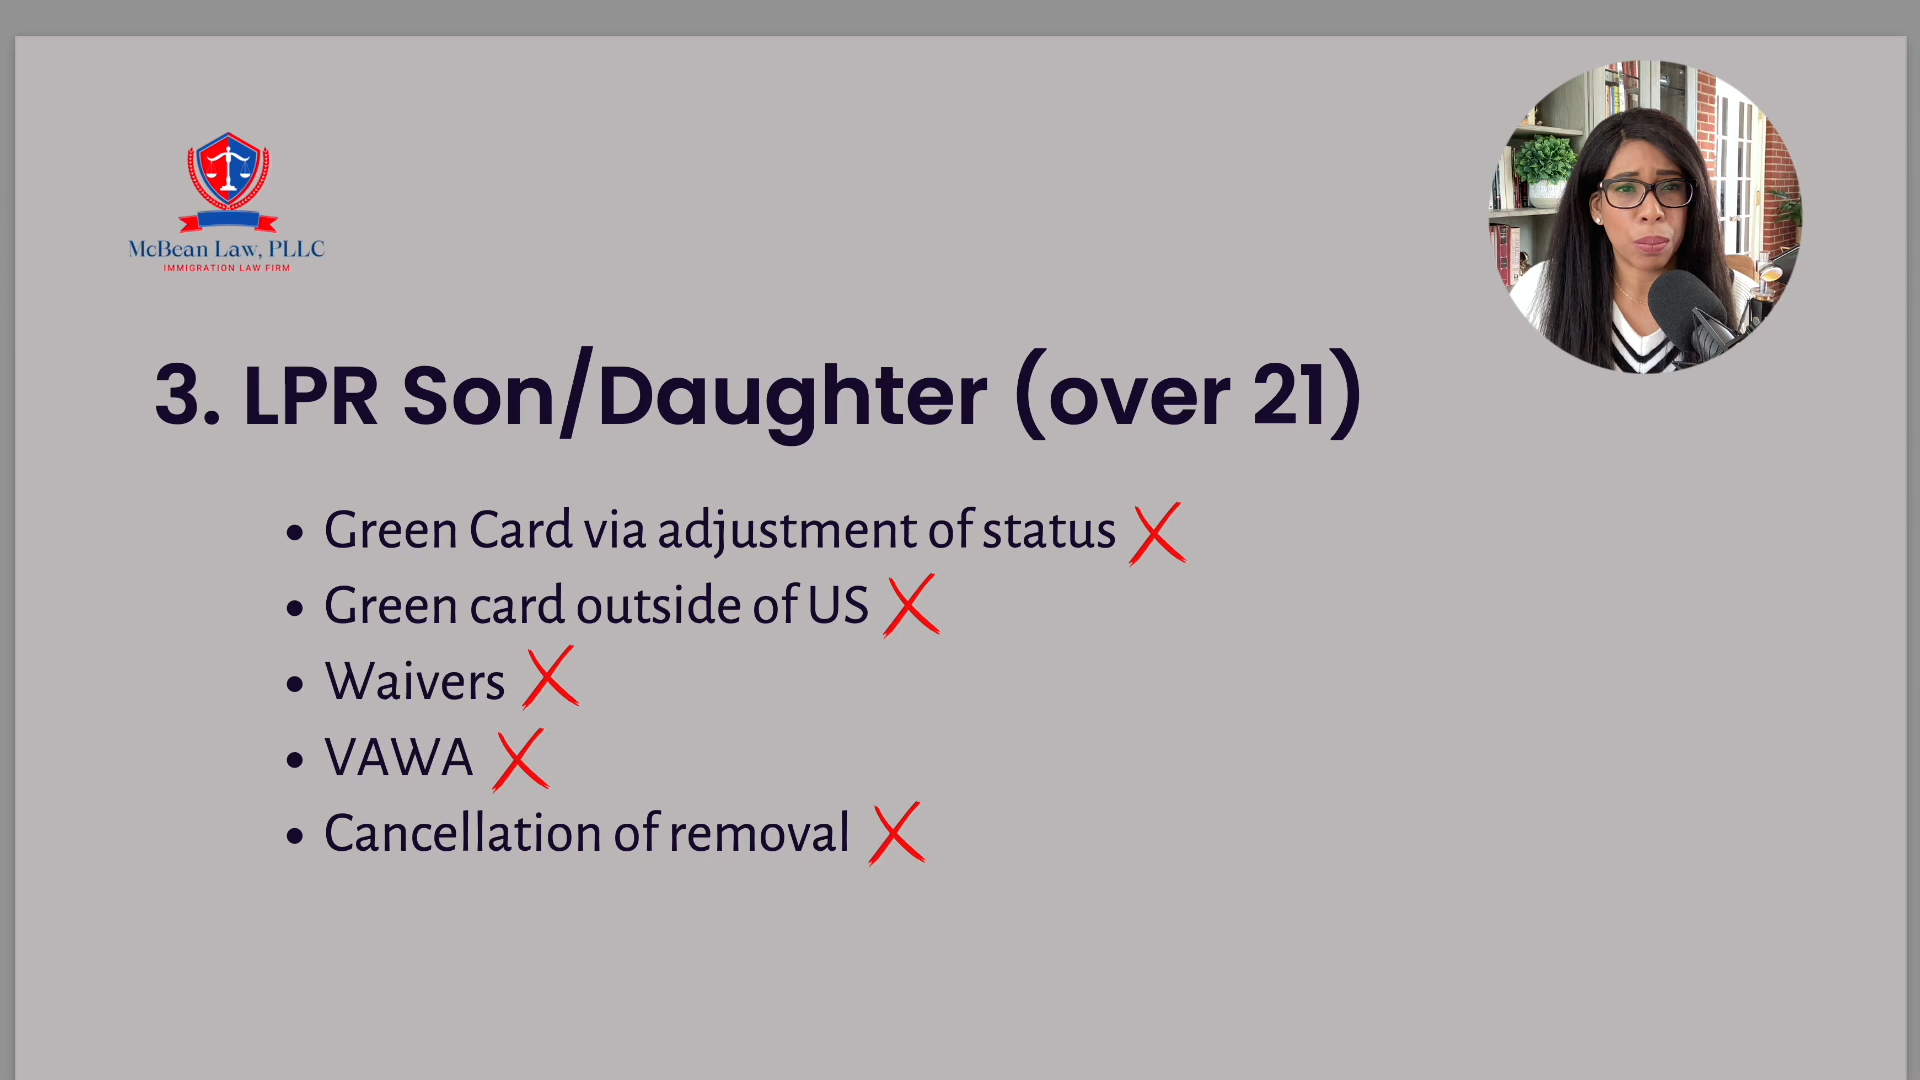 McBean Law, PLLC
IMMIGRATION LAW FIRM
3. LPR Son/Daughter (over 21)
• Green Card via adjustment of status
• Green card outside of US
• Waivers
• VAWA
• Cancellation of removal